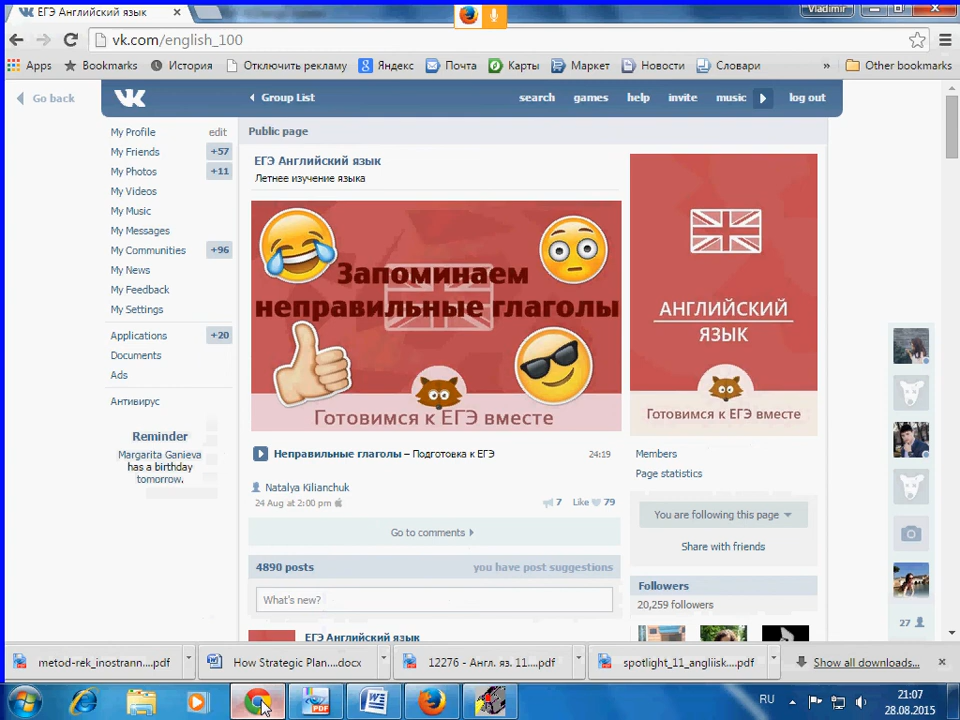 ЕГЭ Английский язык
Vladimir
vk.com/english_100
Apps Bookmarks История Отключить рекламу Яндекс Почта Карты Маркет Новости Словари » Other bookmarks
Go back
Group List
search games help invite music log out
My Profile edit
My Friends +57
My Photos +11
My Videos
My Music
My Messages
My Communities +96
My News
My Feedback
My Settings
Applications +20
Documents
Ads
Антивирус
Reminder
Margarita Ganieva
has a birthday
tomorrow.
Public page
ЕГЭ Английский язык
Летнее изучение языка
Запоминаем
неправильные глаголы
Готовимся к ЕГЭ вместе
Неправильные глаголы – Подготовка к ЕГЭ 24:19
Natalya Kilianchuk
24 Aug at 2:00 pm 7 Like 79
Go to comments
4890 posts you have post suggestions
What's new?
ЕГЭ Английский язык
АНГЛИЙСКИЙ
ЯЗЫК
Готовимся к ЕГЭ вместе
Members
Page statistics
You are following this page
Share with friends
Followers
20,259 followers
27
metod-rek_inostrann....pdf How Strategic Plan....docx 12276 - Англ. яз. 11....pdf spotlight_11_angliisk....pdf Show all downloads...
PDF
RU
21:07
28.08.2015